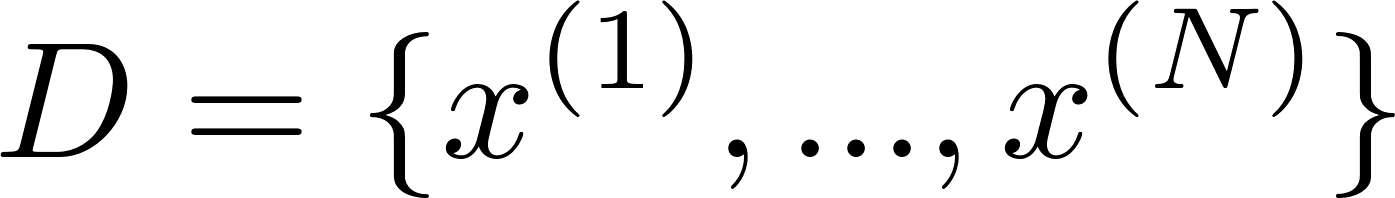 D = {x^{(1)}, ..., x^{(N)}}